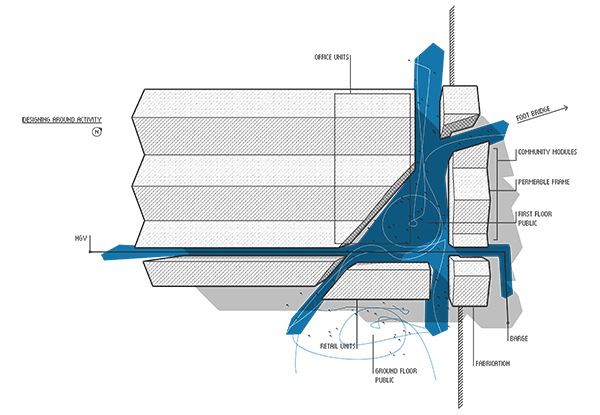 OFFICE UNITS
DESIGNING AROUND ACTIVITY
N
FOOT BRIDGE
COMMUNITY MODULES
PERMEABLE FRAME
FIRST FLOOR
PUBLIC
HGV
BARGE
RETAIL UNITS
FABRICATION
GROUND FLOOR
PUBLIC